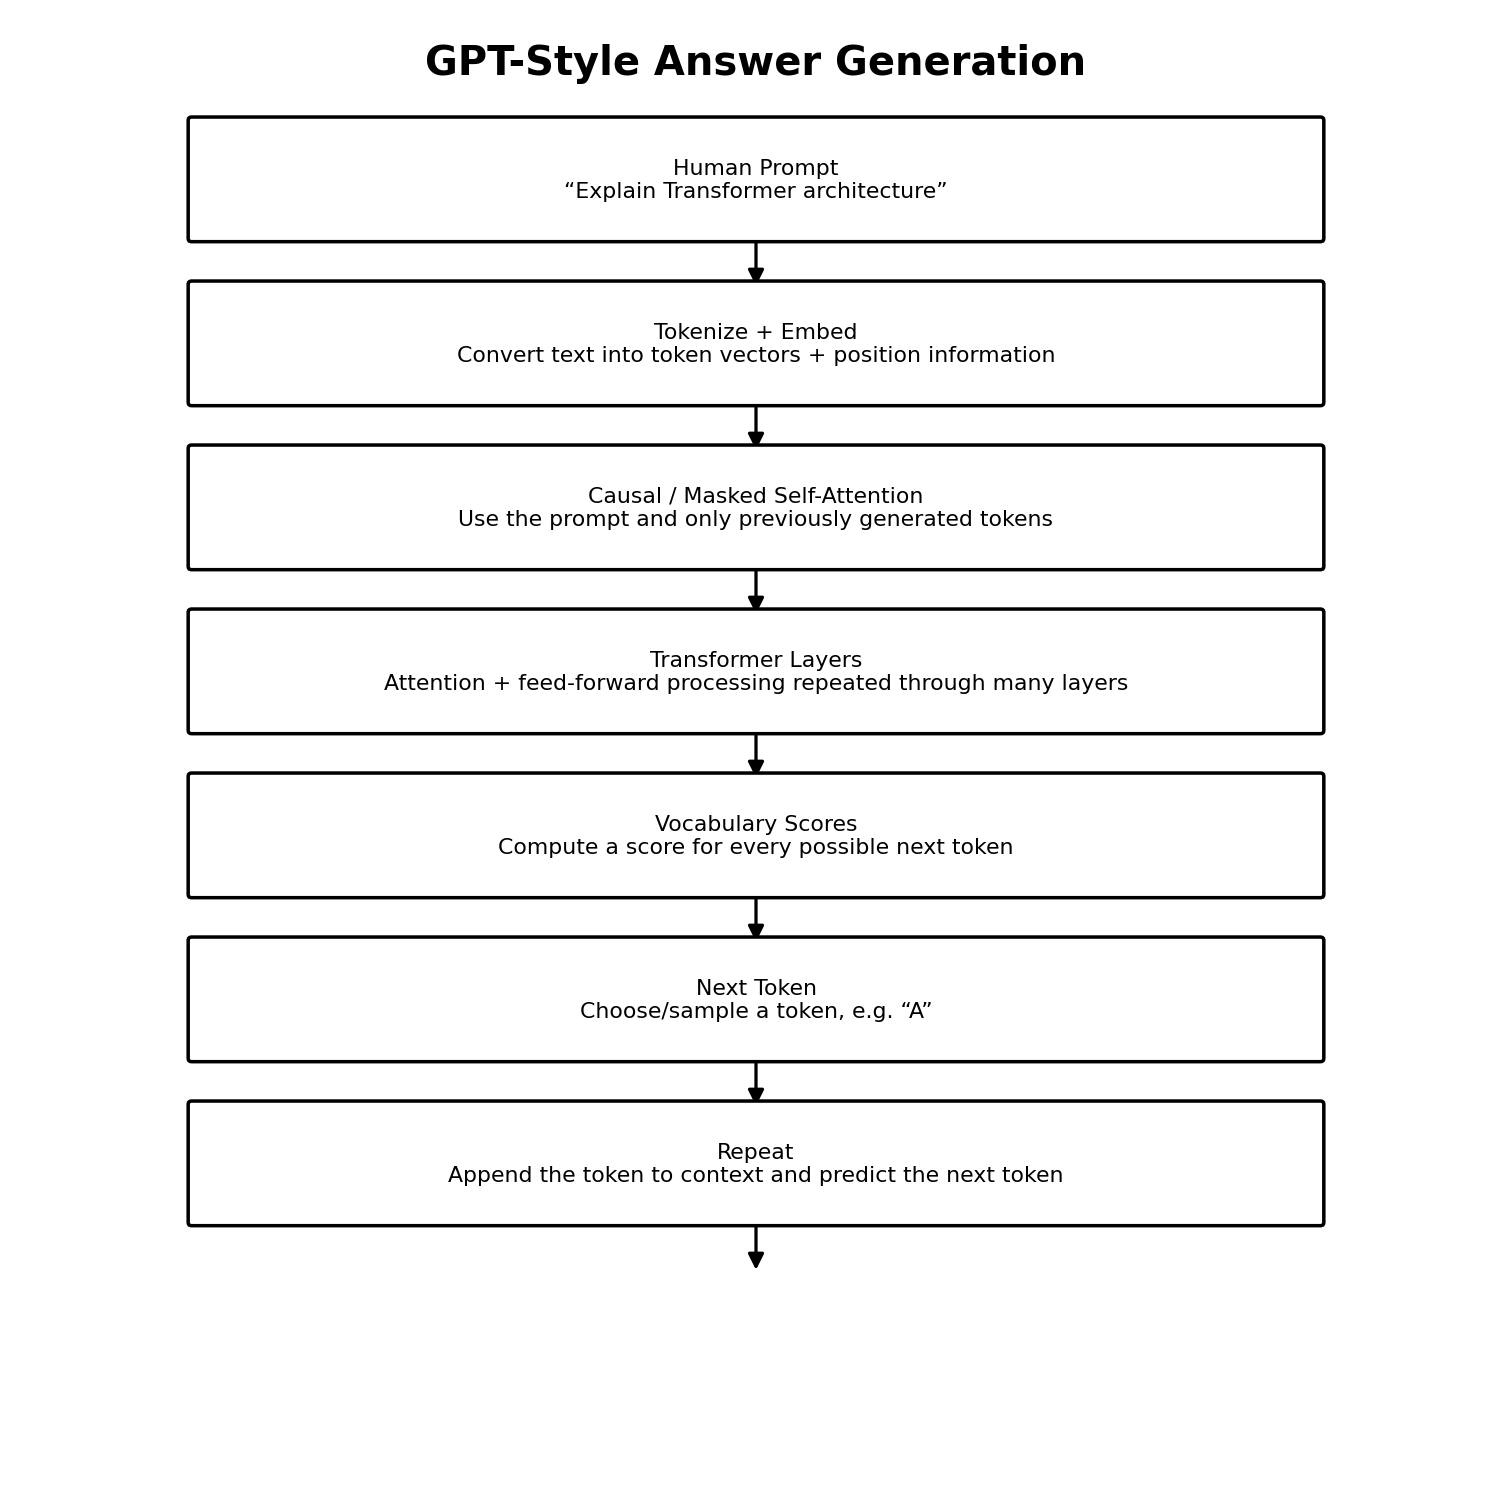 GPT-Style Answer Generation
Human Prompt
“Explain Transformer architecture”
Tokenize + Embed
Convert text into token vectors + position information
Causal / Masked Self-Attention
Use the prompt and only previously generated tokens
Transformer Layers
Attention + feed-forward processing repeated through many layers
Vocabulary Scores
Compute a score for every possible next token
Next Token
Choose/sample a token, e.g. “A”
Repeat
Append the token to context and predict the next token